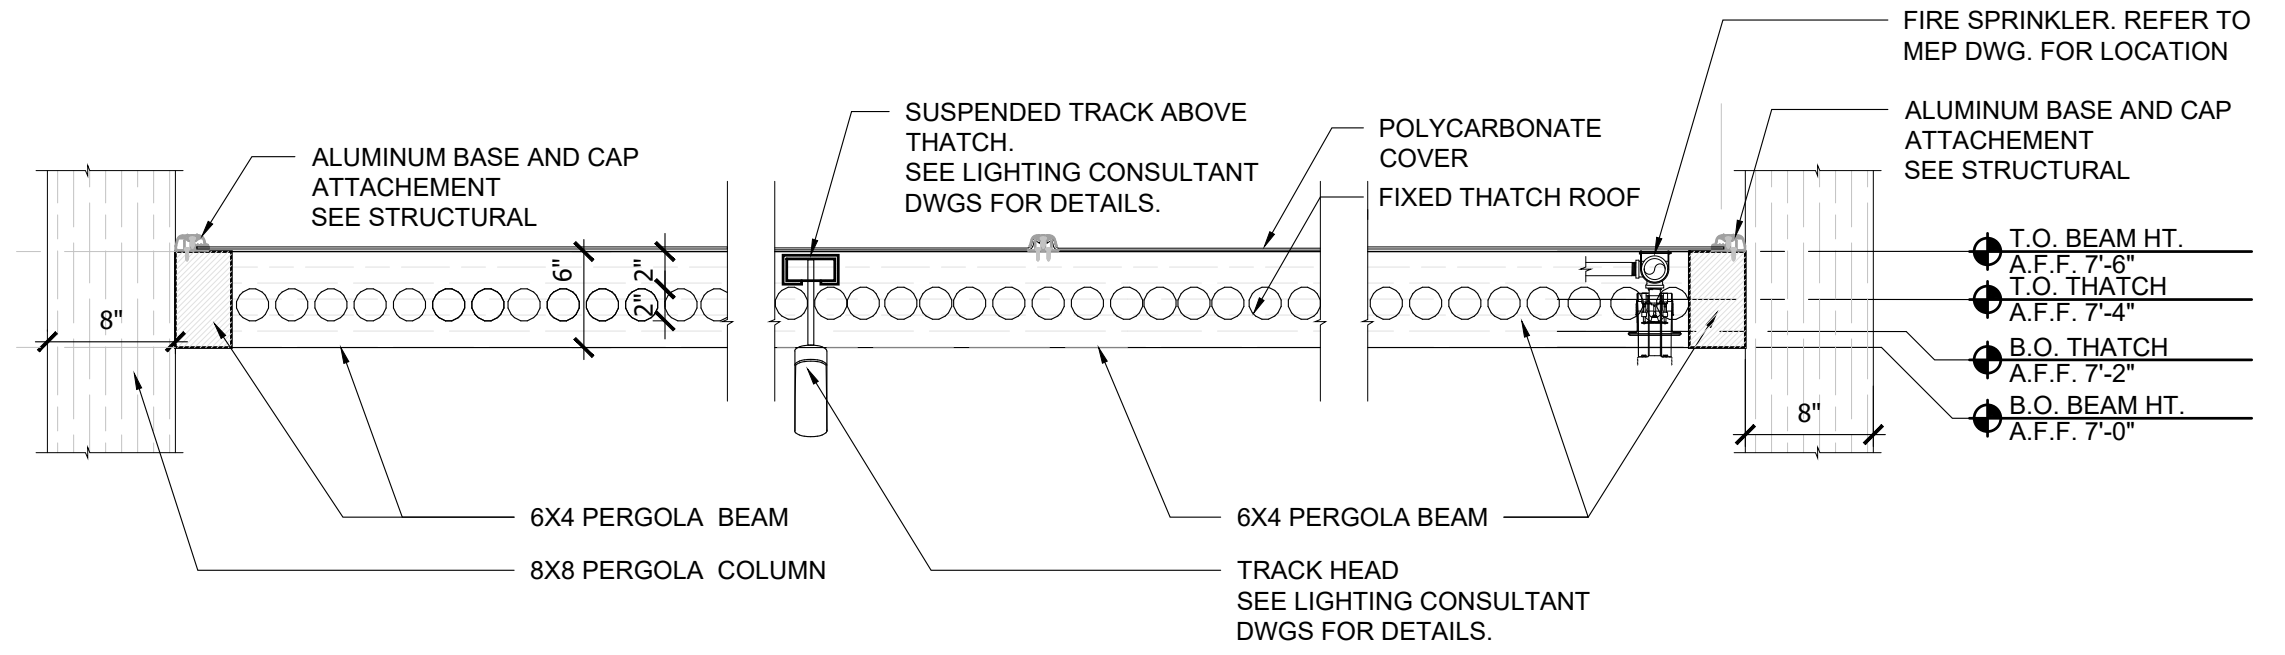 FIRE SPRINKLER. REFER TO
MEP DWG. FOR LOCATION
SUSPENDED TRACK ABOVE
THATCH.
SEE LIGHTING CONSULTANT
DWGS FOR DETAILS.
POLYCARBONATE
COVER
FIXED THATCH ROOF
ALUMINUM BASE AND CAP
ATTACHEMENT
SEE STRUCTURAL
ALUMINUM BASE AND CAP
ATTACHEMENT
SEE STRUCTURAL
T.O. BEAM HT.
A.F.F. 7'-6"
T.O. THATCH
A.F.F. 7'-4"
B.O. THATCH
A.F.F. 7'-2"
B.O. BEAM HT.
A.F.F. 7'-0"
8"
6"
2"
2"
8"
6X4 PERGOLA  BEAM
8X8 PERGOLA  COLUMN
6X4 PERGOLA BEAM
TRACK HEAD
SEE LIGHTING CONSULTANT
DWGS FOR DETAILS.